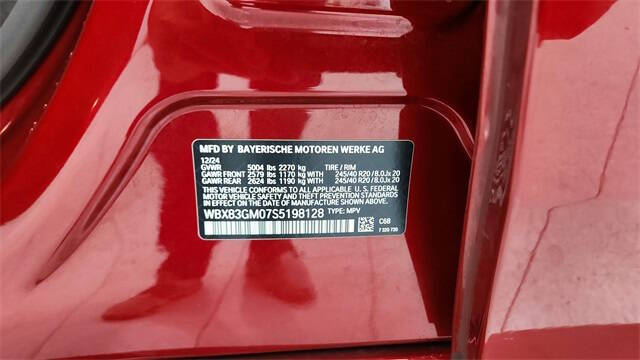 MFD BY BAYERISCHE MOTOREN WERKE AG
12/24
GVWR 5004 lbs 2270 kg TIRE / RIM
GAWR FRONT 2579 lbs 1170 kg WITH 245/40 R20 / 8.0Jx 20
GAWR REAR 2624 lbs 1190 kg WITH 245/40 R20 / 8.0Jx 20
THIS VEHICLE CONFORMS TO ALL APPLICABLE U. S. FEDERAL
MOTOR VEHICLE SAFETY AND THEFT PREVENTION STANDARDS
IN EFFECT ON THE DATE OF MANUFACTURE SHOWN ABOVE.
WBX83GM07S5198128 TYPE: MPV
C6B
7 320 730